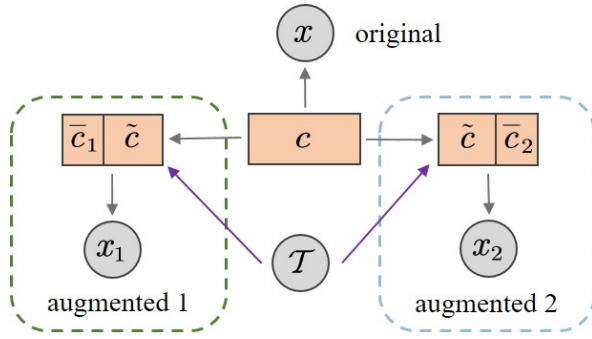 x original
c̅₁ c̃ c c̃ c̅₂
x₁ 𝒯 x₂
augmented 1 augmented 2